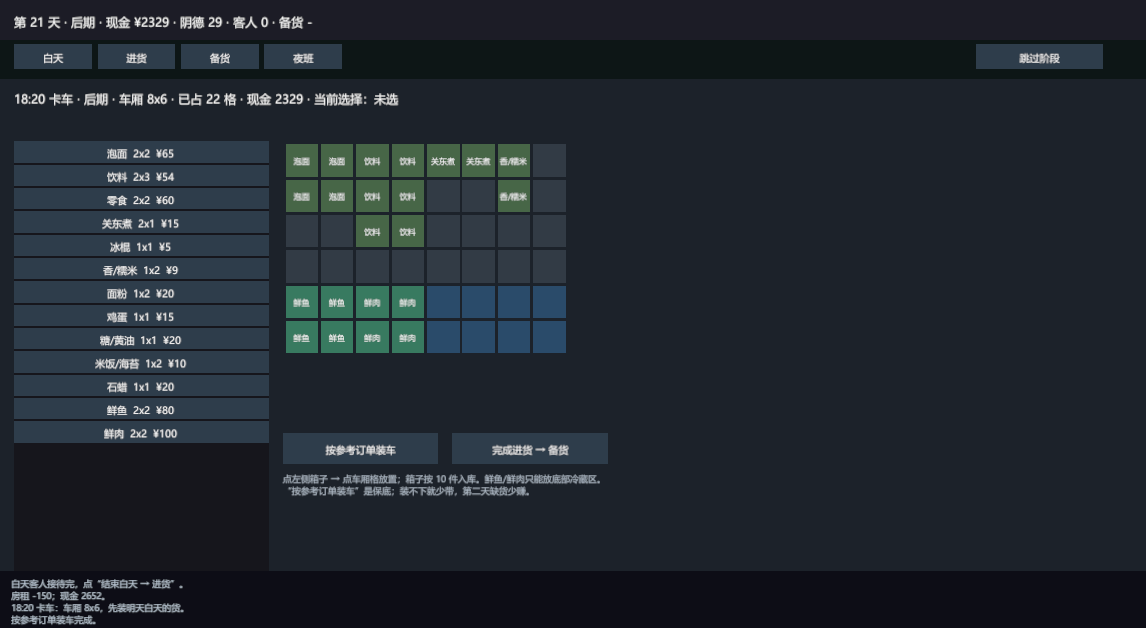 第 21 天 · 后期 · 现金 ¥2329 · 阴德 29 · 客人 0 · 备货 -
白天 进货 备货 夜班 跳过阶段
18:20 卡车 · 后期 · 车厢 8x6 · 已占 22 格 · 现金 2329 · 当前选择：未选
泡面 2x2 ¥65
饮料 2x3 ¥54
零食 2x2 ¥60
关东煮 2x1 ¥15
冰棍 1x1 ¥5
香/糯米 1x2 ¥9
面粉 1x2 ¥20
鸡蛋 1x1 ¥15
糖/黄油 1x1 ¥20
米饭/海苔 1x2 ¥10
石蜡 1x1 ¥20
鲜鱼 2x2 ¥80
鲜肉 2x2 ¥100
泡面 泡面 饮料 饮料 关东煮 关东煮 香/糯米
泡面 泡面 饮料 饮料 香/糯米
饮料 饮料
鲜鱼 鲜鱼 鲜肉 鲜肉
鲜鱼 鲜鱼 鲜肉 鲜肉
按参考订单装车 完成进货 → 备货
点左侧箱子 → 点车厢格放置；箱子按 10 件入库。鲜鱼/鲜肉只能放底部冷藏区。
“按参考订单装车”是保底；装不下就少带，第二天缺货少赚。
白天客人接待完，点“结束白天 → 进货”。
房租 -150；现金 2652。
18:20 卡车：车厢 8x6，先装明天白天的货。
按参考订单装车完成。